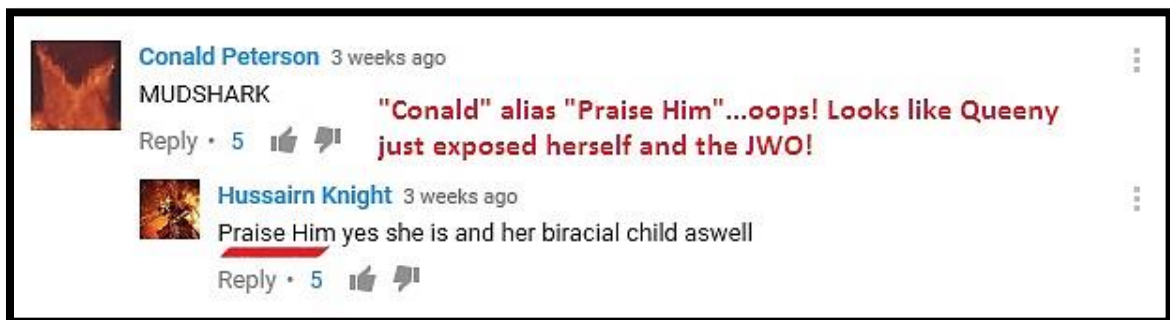 Conald Peterson 3 weeks ago
MUDSHARK
"Conald" alias "Praise Him"...oops! Looks like Queeny
just exposed herself and the JWO!
Reply • 5
Hussairn Knight 3 weeks ago
Praise Him yes she is and her biracial child aswell
Reply • 5